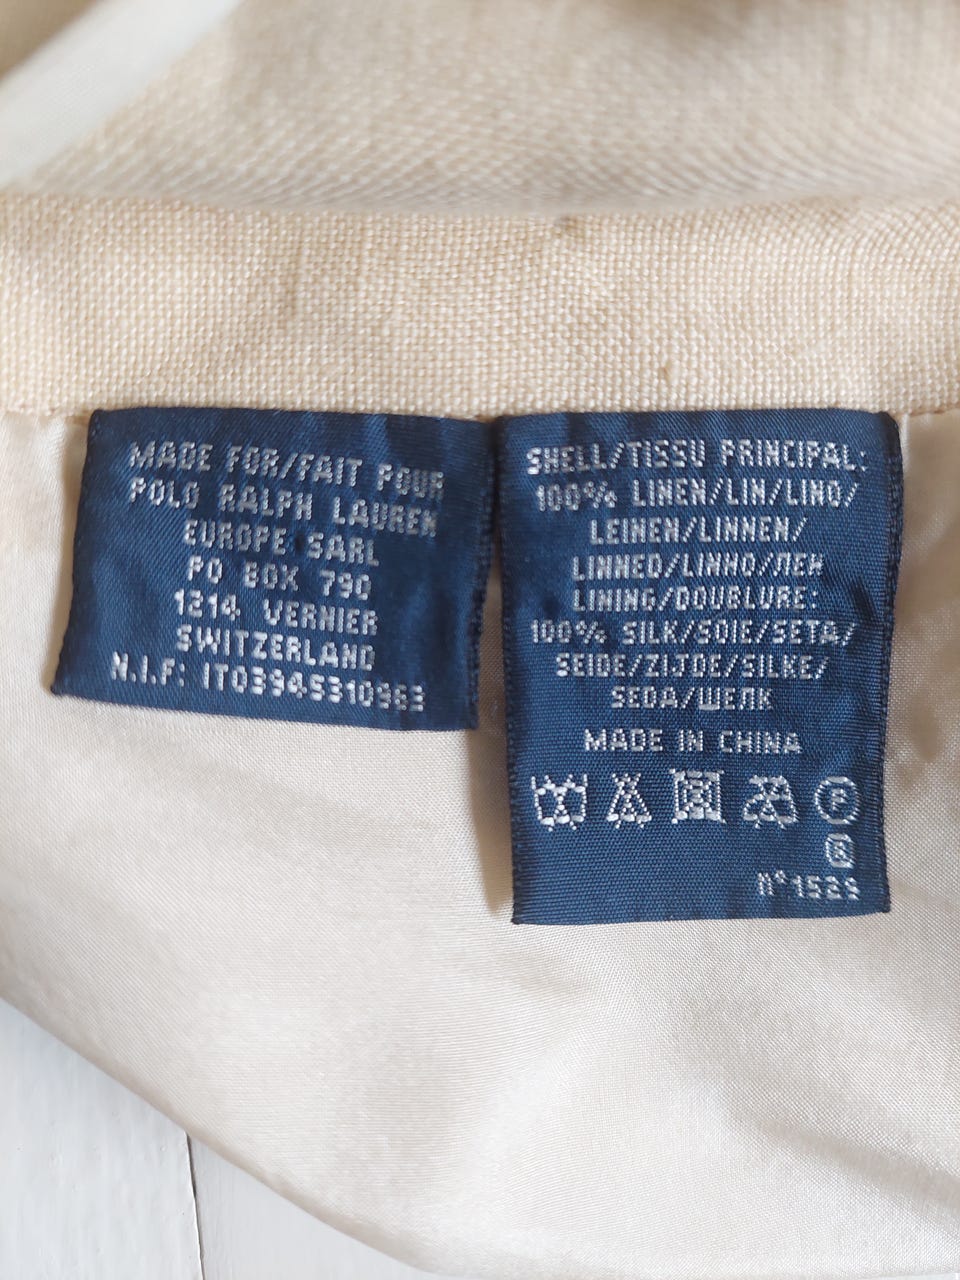 MADE FOR/FAIT POUR
POLO RALPH LAUREN
EUROPE SARL
PO BOX 790
1214 VERNIER
SWITZERLAND
N.I.F: IT03945310963
SHELL/TISSU PRINCIPAL:
100% LINEN/LIN/LINO/
LEINEN/LINNEN/
LINNED/LINHO/ЛЕН
LINING/DOUBLURE:
100% SILK/SOIE/SETA/
SEIDE/ZIJDE/SILKE/
SEDA/ШЕЛК
MADE IN CHINA
P